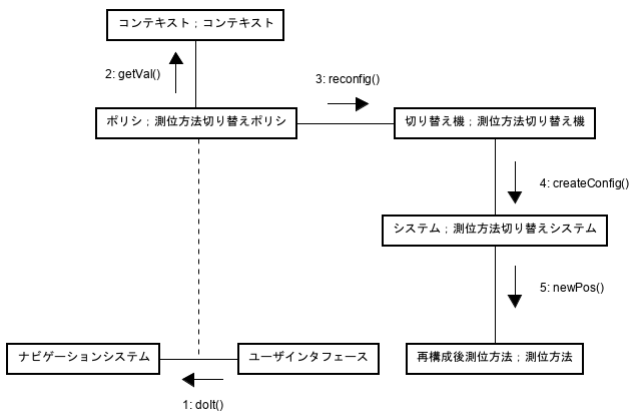 コンテキスト；コンテキスト
2: getVal()
3: reconfig()
ポリシ；測位方法切り替えポリシ
切り替え機；測位方法切り替え機
4: createConfig()
システム；測位方法切り替えシステム
5: newPos()
ナビゲーションシステム
ユーザインタフェース
再構成後測位方法；測位方法
1: doIt()